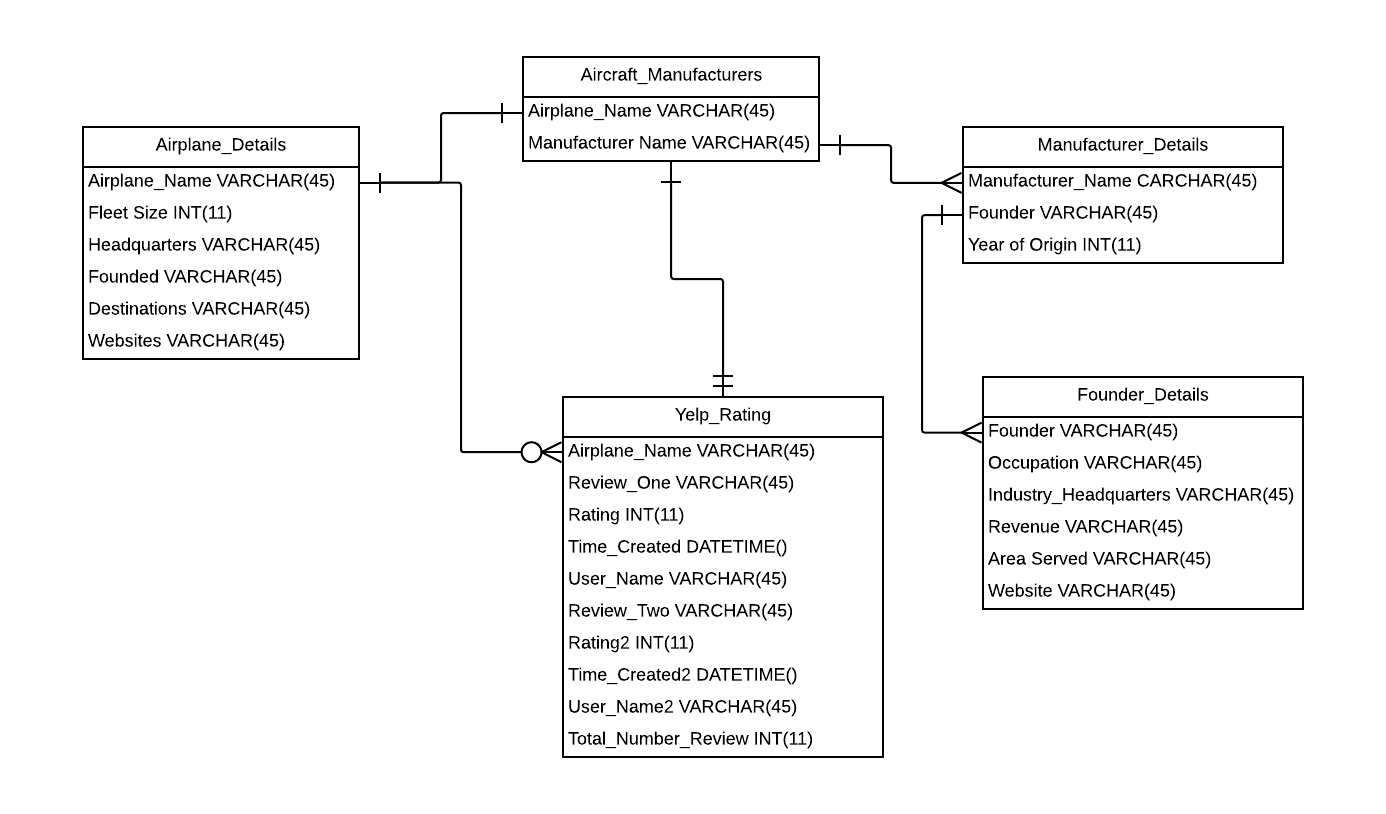 Aircraft_Manufacturers
Airplane_Name VARCHAR(45)
Manufacturer Name VARCHAR(45)
Airplane_Details
Airplane_Name VARCHAR(45)
Fleet Size INT(11)
Headquarters VARCHAR(45)
Founded VARCHAR(45)
Destinations VARCHAR(45)
Websites VARCHAR(45)
Manufacturer_Details
Manufacturer_Name CARCHAR(45)
Founder VARCHAR(45)
Year of Origin INT(11)
Yelp_Rating
Airplane_Name VARCHAR(45)
Review_One VARCHAR(45)
Rating INT(11)
Time_Created DATETIME()
User_Name VARCHAR(45)
Review_Two VARCHAR(45)
Rating2 INT(11)
Time_Created2 DATETIME()
User_Name2 VARCHAR(45)
Total_Number_Review INT(11)
Founder_Details
Founder VARCHAR(45)
Occupation VARCHAR(45)
Industry_Headquarters VARCHAR(45)
Revenue VARCHAR(45)
Area Served VARCHAR(45)
Website VARCHAR(45)